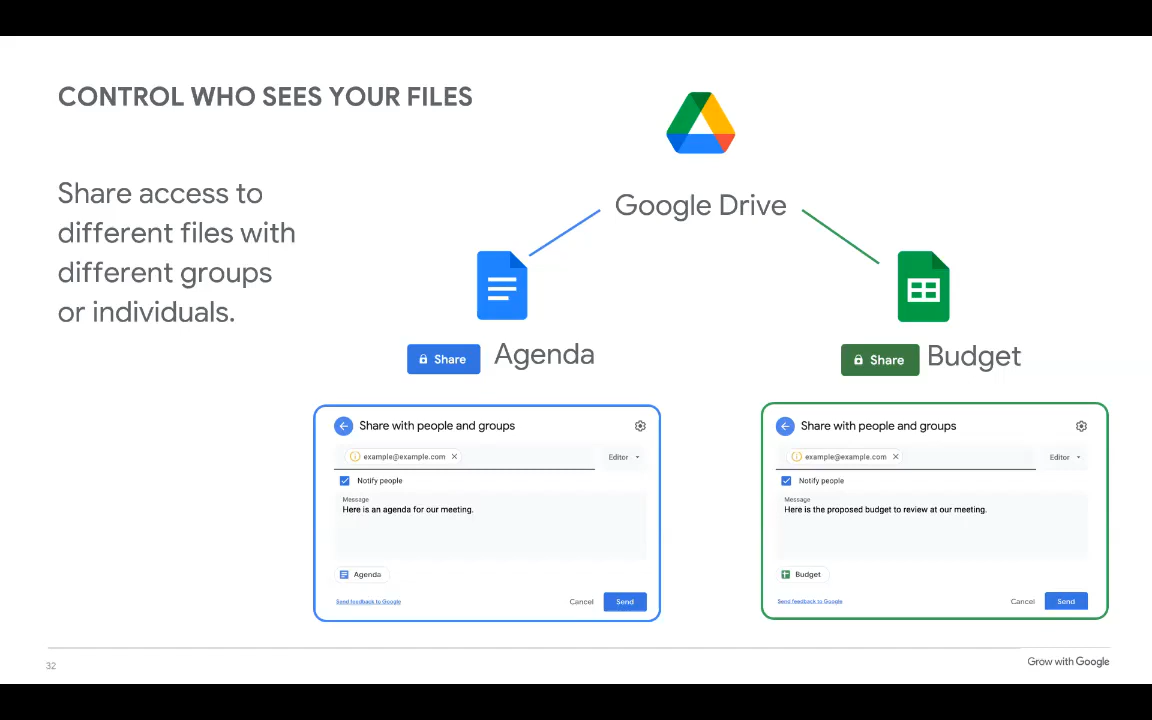 CONTROL WHO SEES YOUR FILES
Share access to
different files with
different groups
or individuals.
Google Drive
Share
Agenda
Share
Budget
Share with people and groups
example@example.com
Editor
Notify people
Message
Here is an agenda for our meeting.
Agenda
Send feedback to Google
Cancel
Send
Share with people and groups
example@example.com
Editor
Notify people
Message
Here is the proposed budget to review at our meeting.
Budget
Send feedback to Google
Cancel
Send
32
Grow with Google